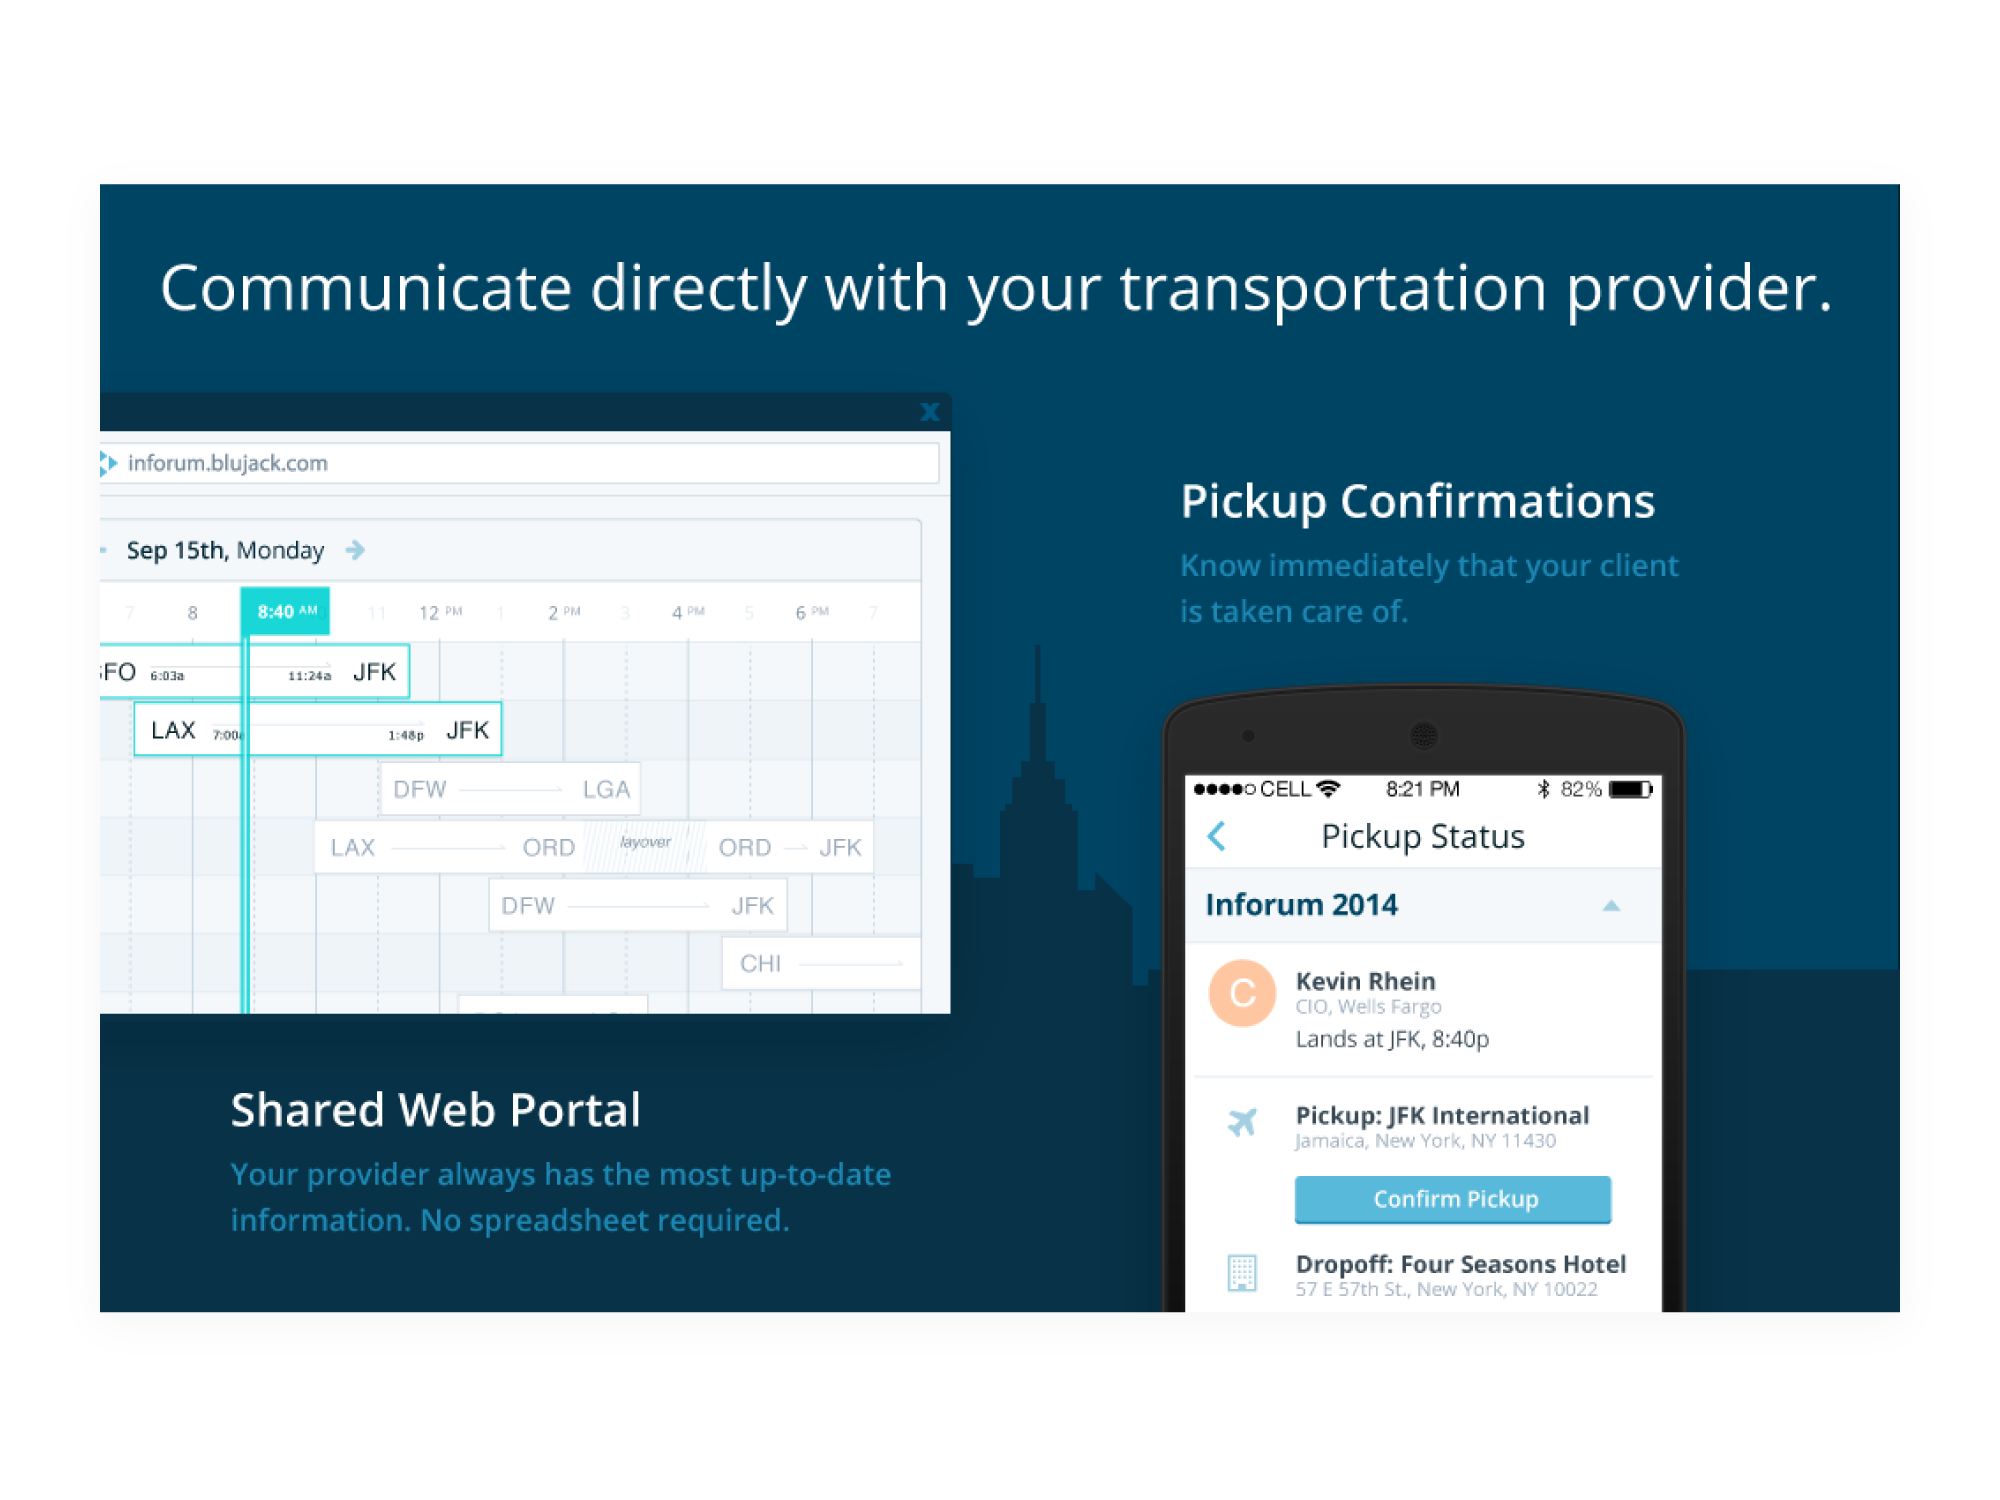 Communicate directly with your transportation provider.
X
inforum.blujack.com
Sep 15th, Monday
7 8 8:40 AM 11 12 PM 1 2 PM 3 4 PM 5 6 PM 7
SFO 6:03a 11:24a JFK
LAX 7:00a 1:48p JFK
DFW LGA
LAX ORD layover ORD JFK
DFW JFK
CHI
Shared Web Portal
Your provider always has the most up-to-date
information. No spreadsheet required.
Pickup Confirmations
Know immediately that your client
is taken care of.
CELL 8:21 PM 82%
Pickup Status
Inforum 2014
C
Kevin Rhein
CIO, Wells Fargo
Lands at JFK, 8:40p
Pickup: JFK International
Jamaica, New York, NY 11430
Confirm Pickup
Dropoff: Four Seasons Hotel
57 E 57th St., New York, NY 10022